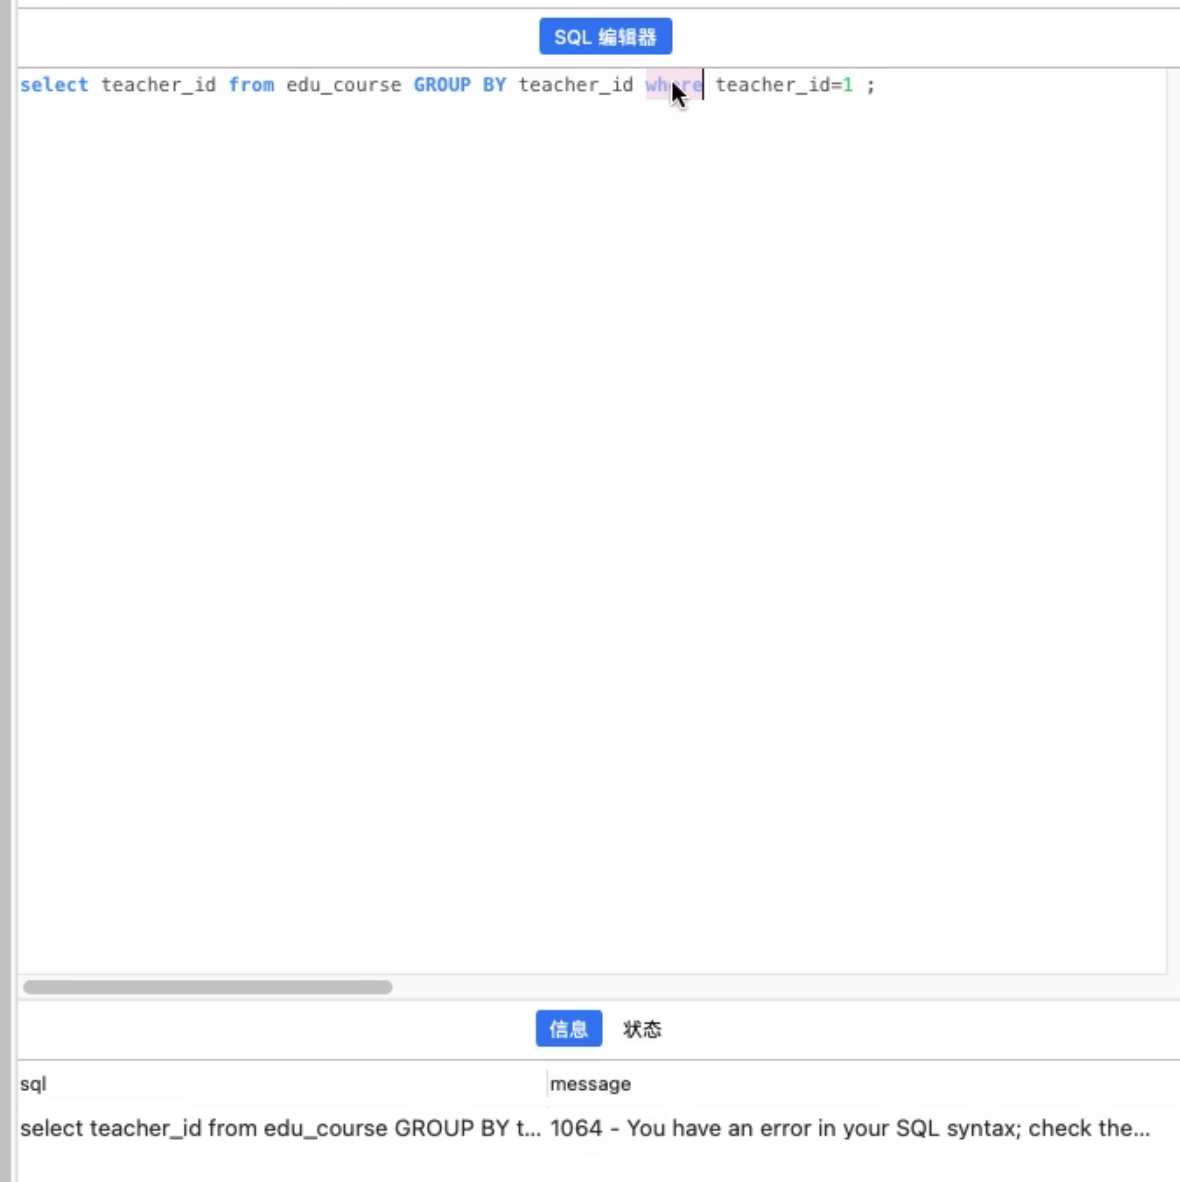 SQL 编辑器
select teacher_id from edu_course GROUP BY teacher_id where teacher_id=1 ;
信息 状态
sql message
select teacher_id from edu_course GROUP BY t... 1064 - You have an error in your SQL syntax; check the...